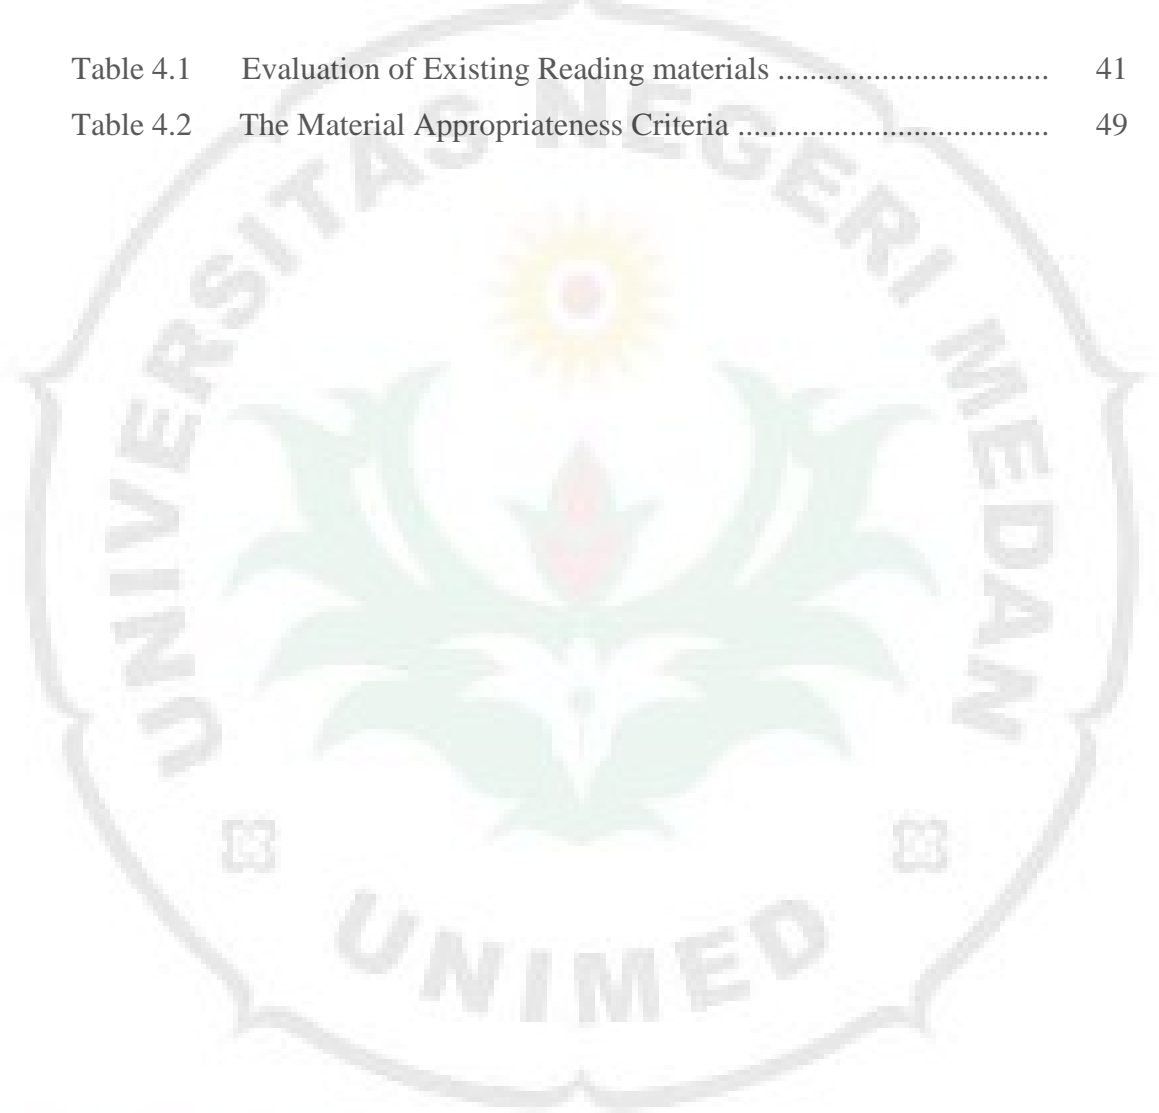 Table 4.1 Evaluation of Existing Reading materials .................................. 41
Table 4.2 The Material Appropriateness Criteria ....................................... 49
UNIVERSITAS NEGERI MEDAN
UNIMED